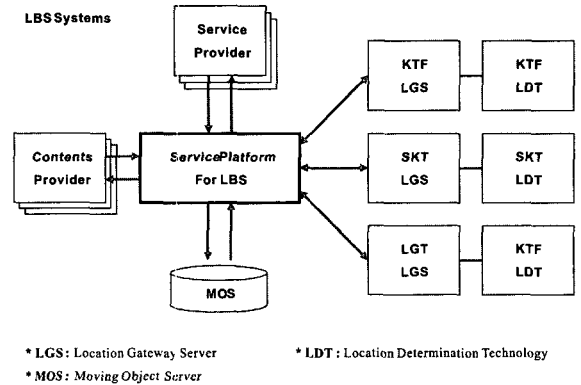 LBS Systems
Service
Provider
Contents
Provider
ServicePlatform
For LBS
MOS
KTF
LGS
KTF
LDT
SKT
LGS
SKT
LDT
LGT
LGS
KTF
LDT
* LGS : Location Gateway Server
* LDT : Location Determination Technology
* MOS : Moving Object Server